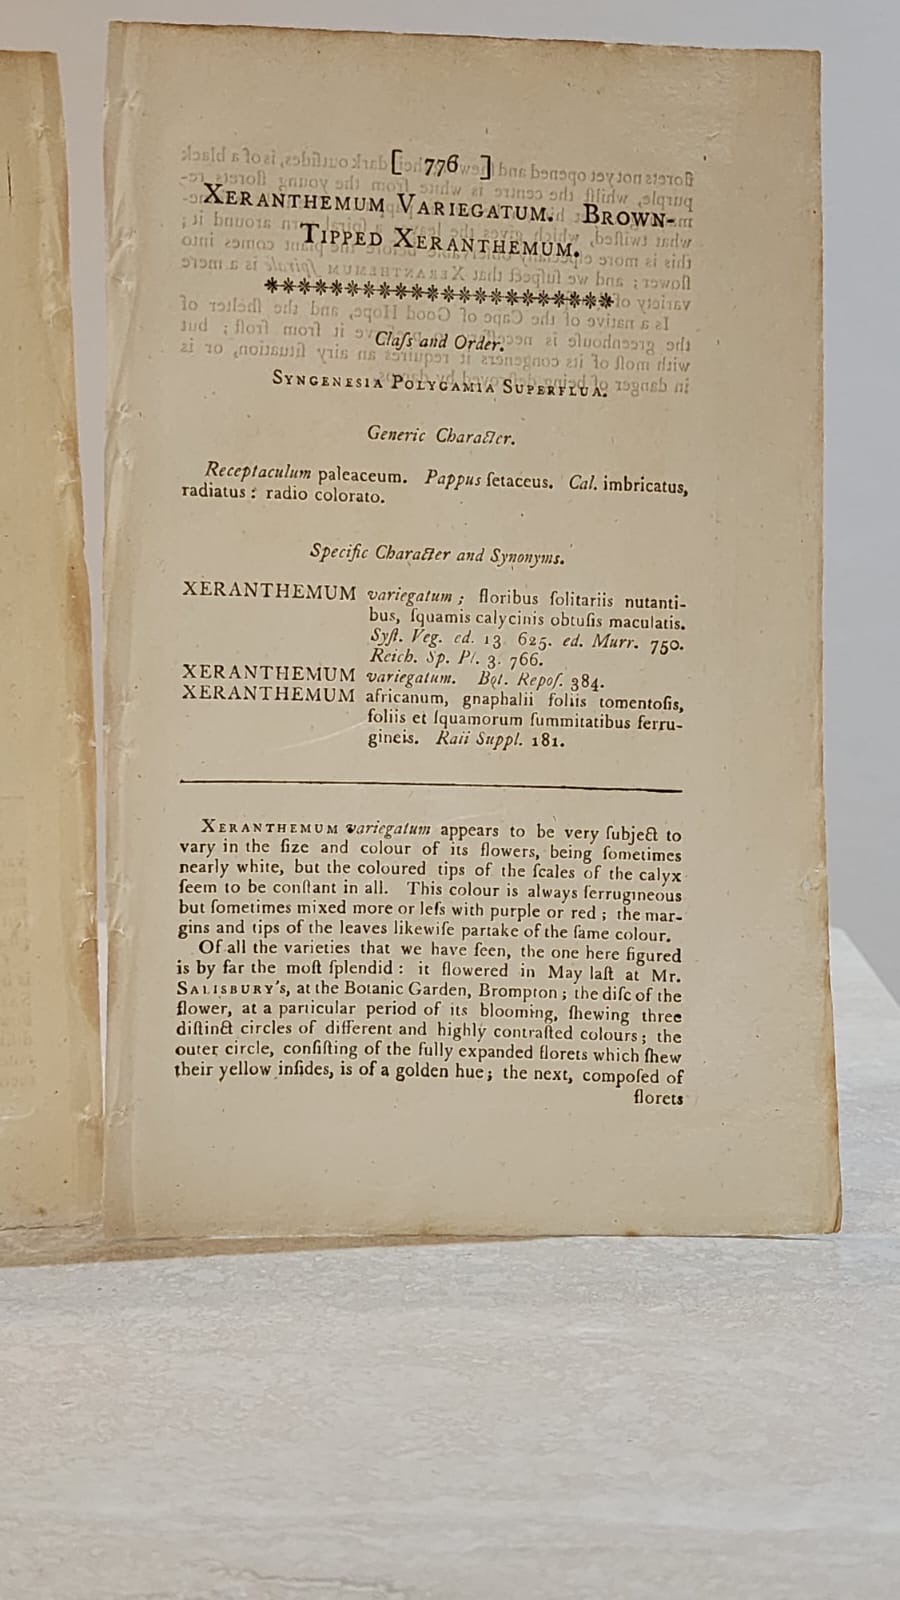 [ 776 ]
XERANTHEMUM VARIEGATUM. BROWN-
TIPPED XERANTHEMUM.
********************
Claſs and Order.
SYNGENESIA POLYGAMIA SUPERFLUA.
Generic Character.
Receptaculum paleaceum. Pappus ſetaceus. Cal. imbricatus,
radiatus: radio colorato.
Specific Character and Synonyms.
XERANTHEMUM variegatum; floribus ſolitariis nutanti-
bus, ſquamis calycinis obtuſis maculatis.
Syſt. Veg. ed. 13 625. ed. Murr. 750.
Reich. Sp. Pl. 3. 766.
XERANTHEMUM variegatum. Bot. Repoſ. 384.
XERANTHEMUM africanum, gnaphalii foliis tomentoſis,
foliis et ſquamorum ſummitatibus ferru-
gineis. Raii Suppl. 181.
XERANTHEMUM variegatum appears to be very ſubject to
vary in the ſize and colour of its flowers, being ſometimes
nearly white, but the coloured tips of the ſcales of the calyx
ſeem to be conſtant in all. This colour is always ferrugineous
but ſometimes mixed more or leſs with purple or red; the mar-
gins and tips of the leaves likewiſe partake of the ſame colour.
Of all the varieties that we have ſeen, the one here figured
is by far the moſt ſplendid: it flowered in May laſt at Mr.
SALISBURY's, at the Botanic Garden, Brompton; the diſc of the
flower, at a particular period of its blooming, ſhewing three
diſtinct circles of different and highly contraſted colours; the
outer circle, conſiſting of the fully expanded florets which ſhew
their yellow inſides, is of a golden hue; the next, compoſed of
florets